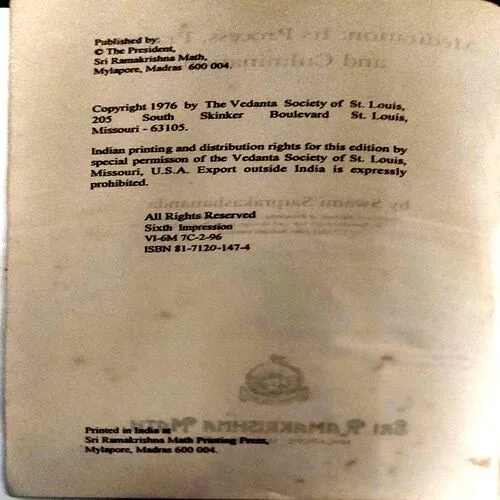 Published by:
© The President,
Sri Ramakrishna Math,
Mylapore, Madras 600 004.
Copyright 1976 by The Vedanta Society of St. Louis,
205 South Skinker Boulevard St. Louis,
Missouri - 63105.
Indian printing and distribution rights for this edition by
special permisson of the Vedanta Society of St. Louis,
Missouri, U.S.A. Export outside India is expressly
prohibited.
All Rights Reserved
Sixth Impression
VI-6M 7C-2-96
ISBN 81-7120-147-4
Printed in India at
Sri Ramakrishna Math Printing Press,
Mylapore, Madras 600 004.